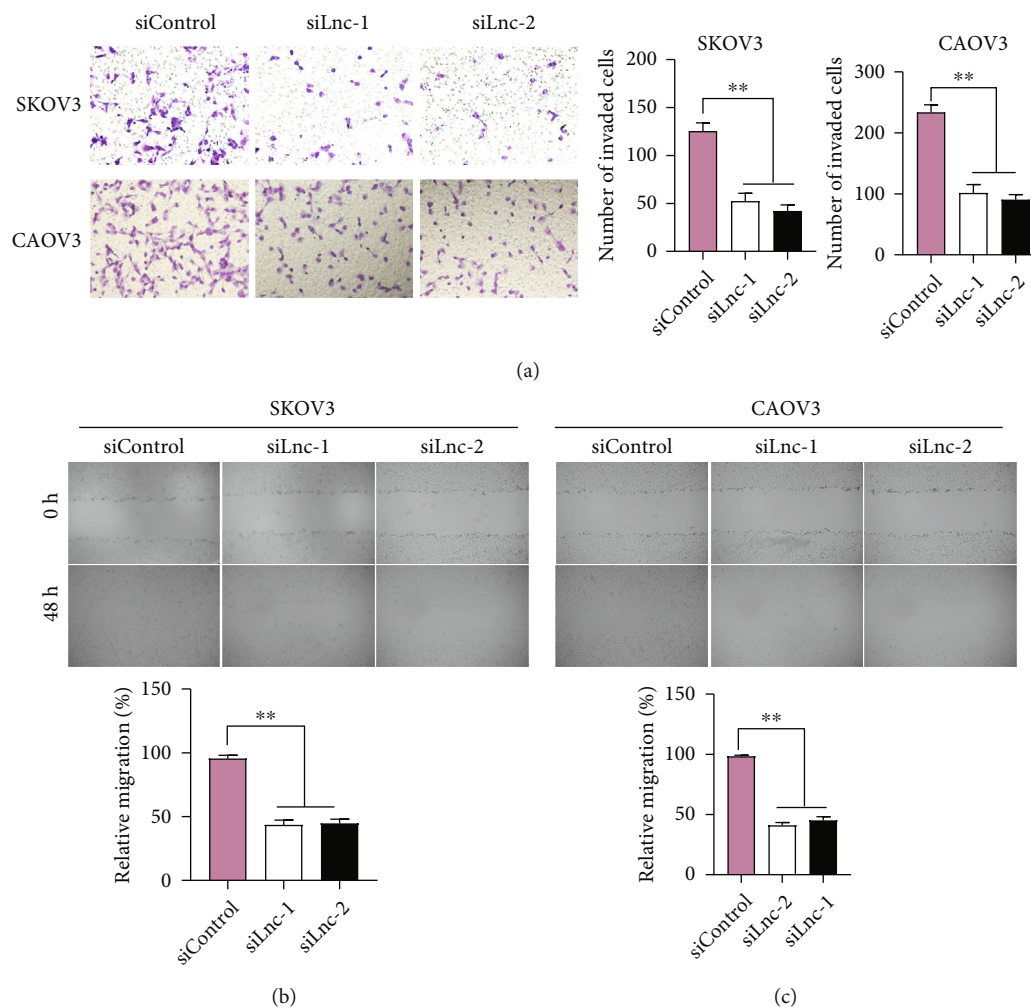 siControl siLnc-1 siLnc-2
SKOV3
CAOV3
SKOV3
Number of invaded cells
150
100
50
0
**
siControl
siLnc-1
siLnc-2
CAOV3
Number of invaded cells
300
200
100
0
**
siControl
siLnc-1
siLnc-2
(a)
SKOV3
siControl siLnc-1 siLnc-2
0 h
48 h
Relative migration (%)
150
100
50
0
**
siControl
siLnc-1
siLnc-2
(b)
CAOV3
siControl siLnc-1 siLnc-2
Relative migration (%)
150
100
50
0
**
siControl
siLnc-2
siLnc-1
(c)